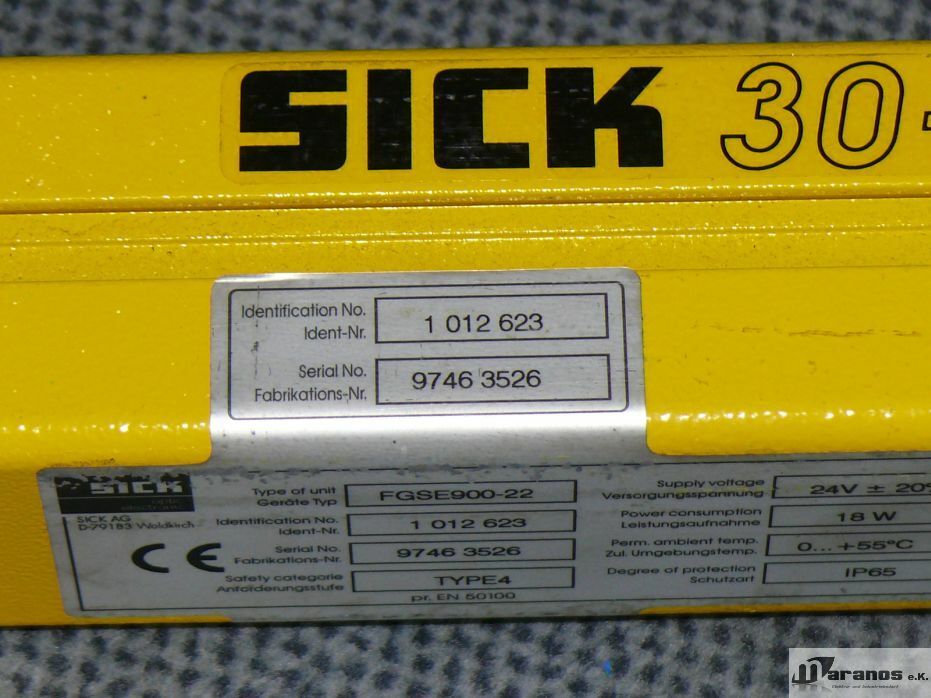 SICK 30-
Identification No.
Ident-Nr.
1 012 623
Serial No.
Fabrikations-Nr.
9746 3526
SICK
optic
electronic
SICK AG
D-79183 Waldkirch
CE
Type of unit
Geräte Typ
FGSE900-22
Identification No.
Ident-Nr.
1 012 623
Serial No.
Fabrikations-Nr.
9746 3526
Safety categorie
Anforderungsstufe
TYPE4
pr. EN 50100
Supply voltage
Versorgungsspannung
24V ± 20%
Power consumption
Leistungsaufnahme
18 W
Perm. ambient temp.
Zul. Umgebungstemp.
0... +55°C
Degree of protection
Schutzart
IP65
Maranos e.K.